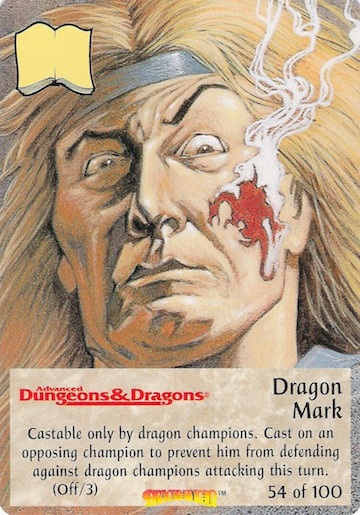 Advanced
Dungeons&Dragons®
Dragon
Mark
Castable only by dragon champions. Cast on an
opposing champion to prevent him from defending
against dragon champions attacking this turn.
(Off/3)
SPELLFIRE™
54 of 100